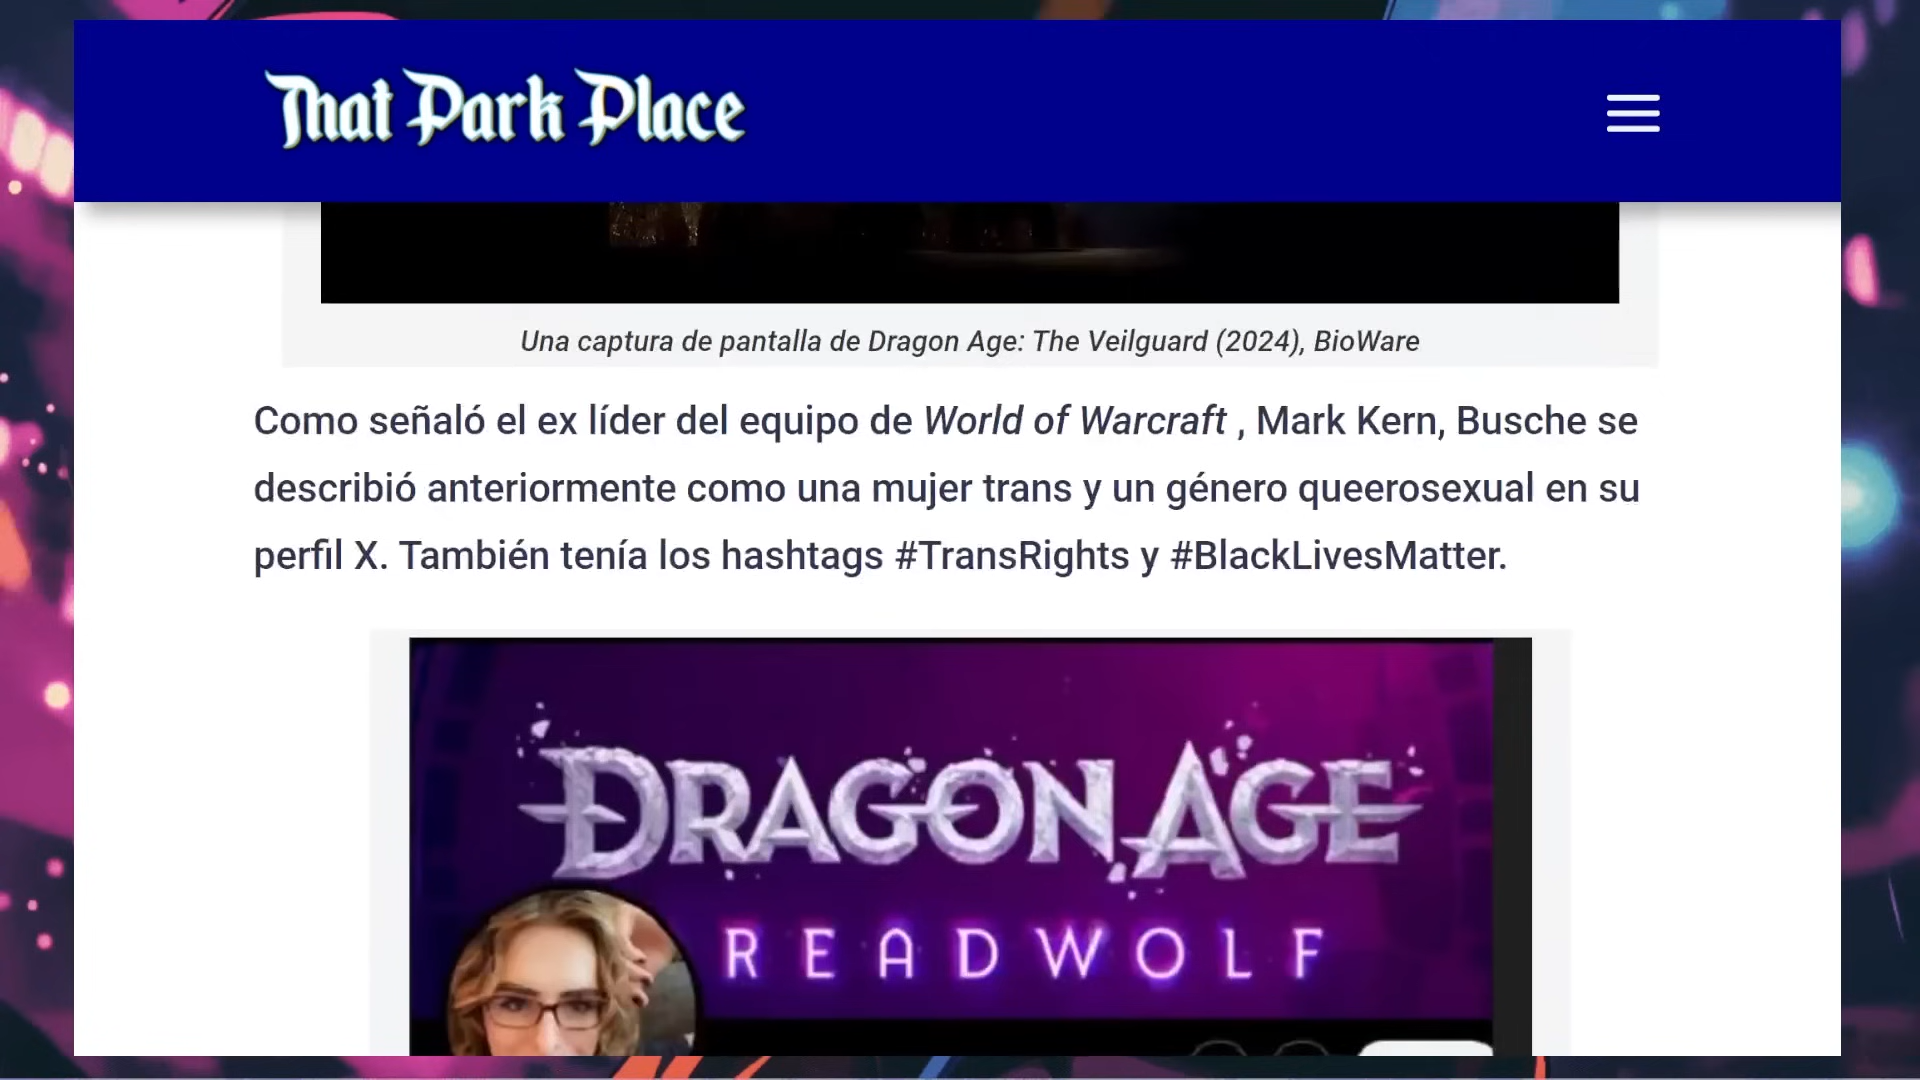 That Park Place
Una captura de pantalla de Dragon Age: The Veilguard (2024), BioWare
Como señaló el ex líder del equipo de World of Warcraft , Mark Kern, Busche se
describió anteriormente como una mujer trans y un género queerosexual en su
perfil X. También tenía los hashtags #TransRights y #BlackLivesMatter.
DRAGON AGE
READWOLF